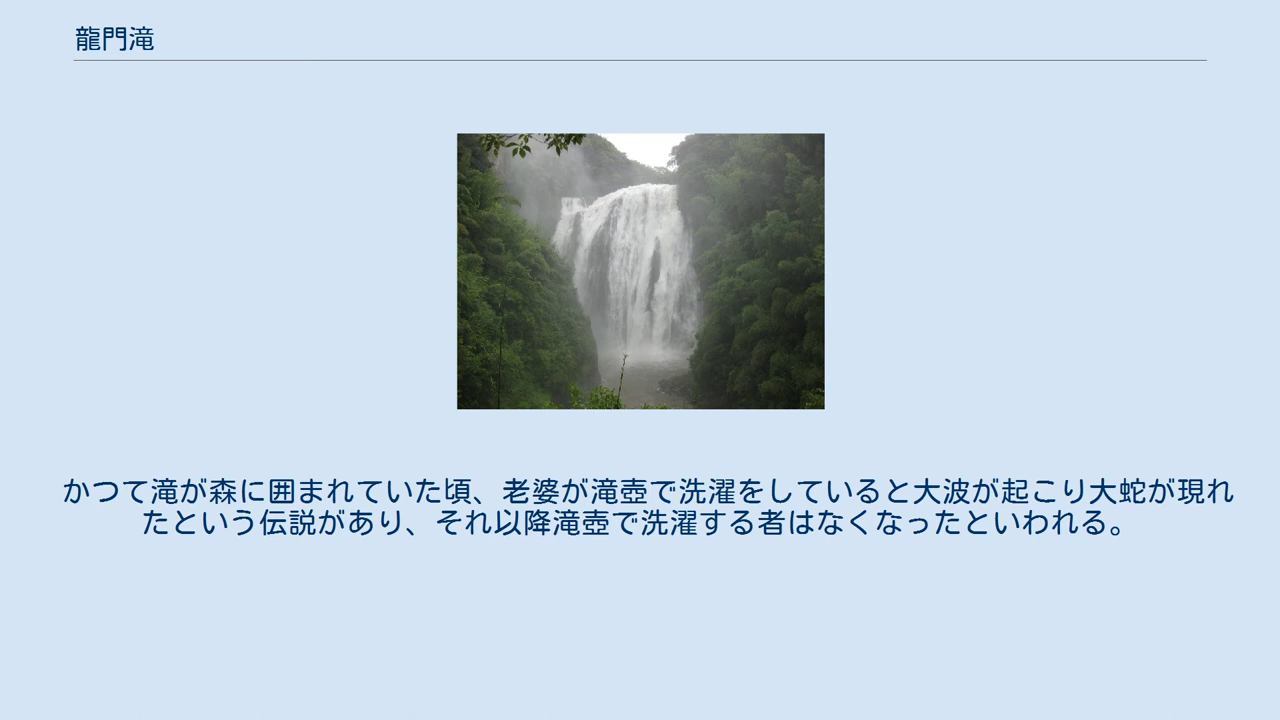 龍門滝
かつて滝が森に囲まれていた頃、老婆が滝壺で洗濯をしていると大波が起こり大蛇が現れ
たという伝説があり、それ以降滝壺で洗濯する者はなくなったといわれる。